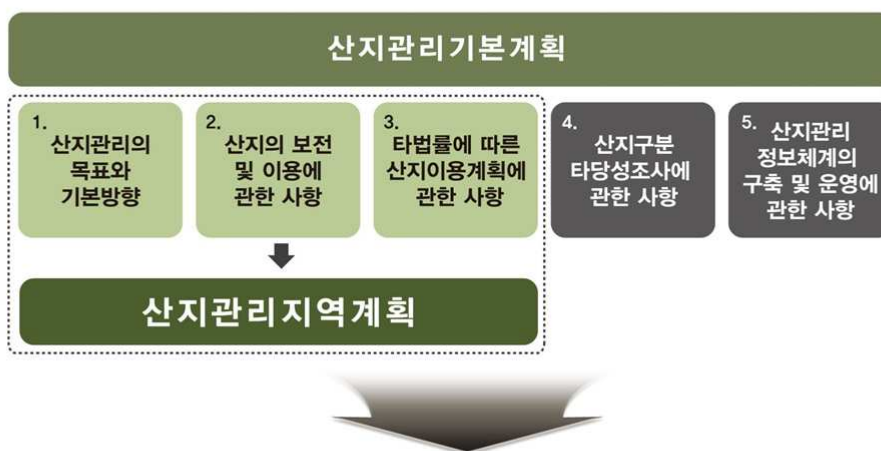 산지관리기본계획
1.
산지관리의
목표와
기본방향
2.
산지의 보전
및 이용에
관한 사항
3.
타법률에 따른
산지이용계획에
관한 사항
4.
산지구분
타당성조사에
관한 사항
5.
산지관리
정보체계의
구축 및 운영에
관한 사항
산지관리지역계획